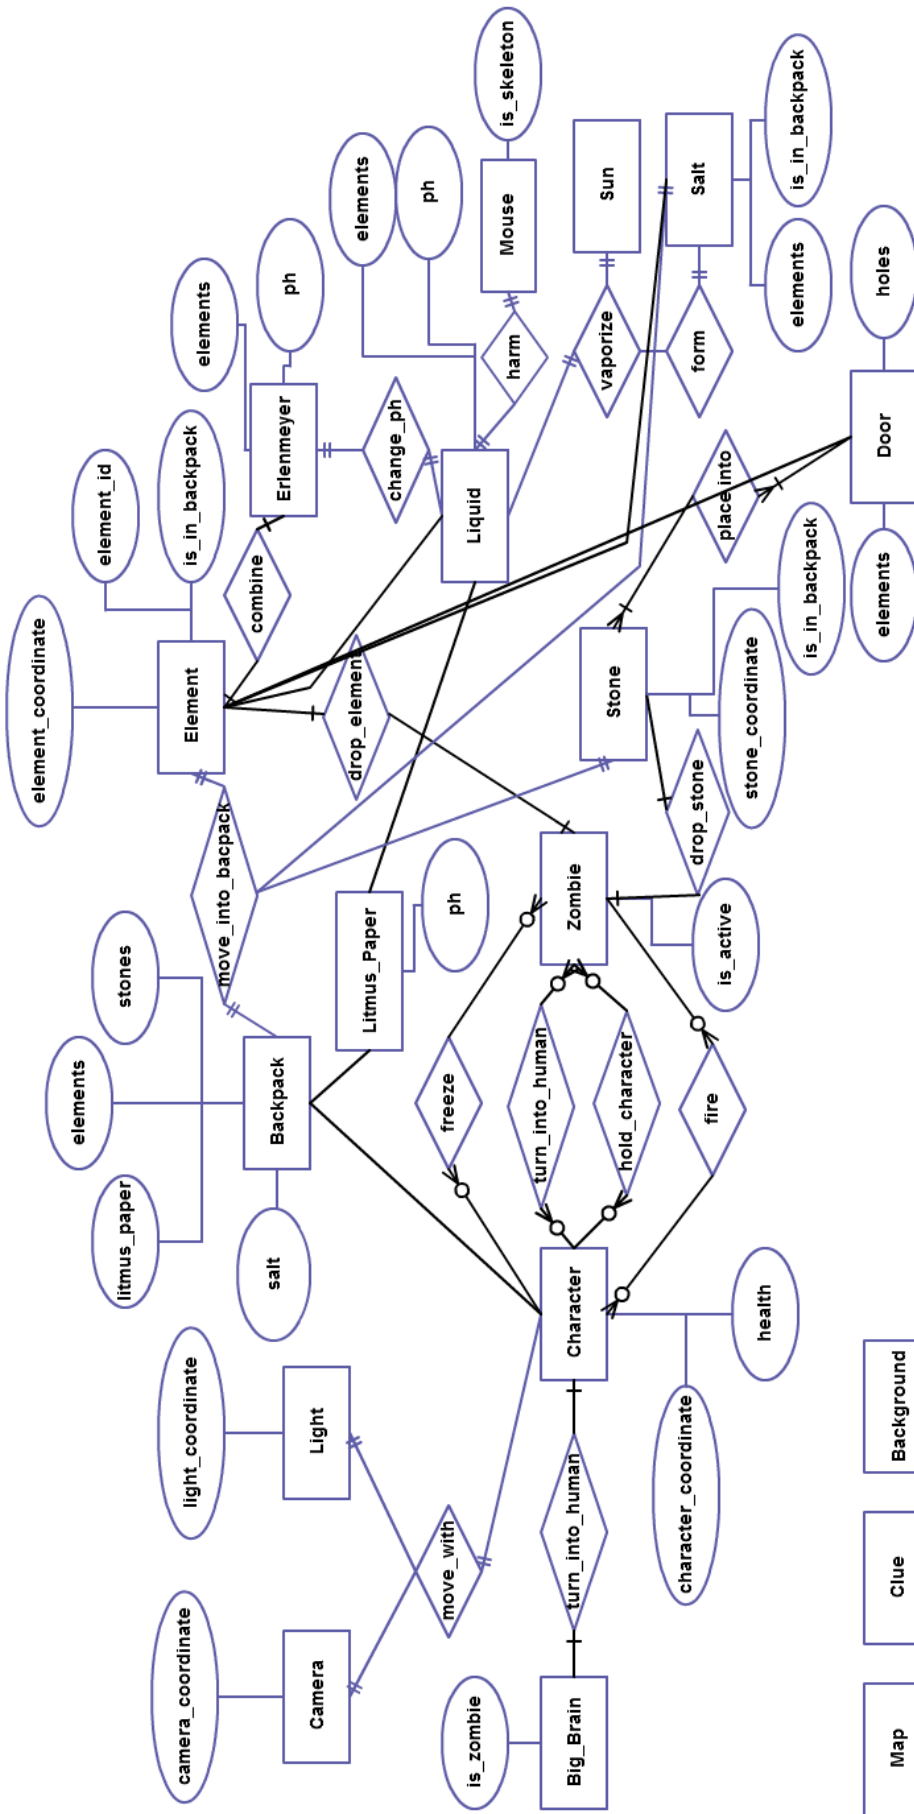 camera_coordinate
light_coordinate
litmus_paper
elements
stones
element_coordinate
element_id
is_in_backpack
elements
ph
elements
ph
is_skeleton
Camera
Light
salt
Backpack
move_into_bacpack
Element
combine
Erlenmeyer
change_ph
Litmus_Paper
drop_element
Liquid
harm
Mouse
is_zombie
move_with
freeze
ph
Big_Brain
turn_into_human
Character
turn_into_human
hold_character
Zombie
Stone
vaporize
Sun
form
Salt
character_coordinate
health
fire
is_active
drop_stone
stone_coordinate
is_in_backpack
place_into
elements
is_in_backpack
Map
Clue
Background
elements
Door
holes